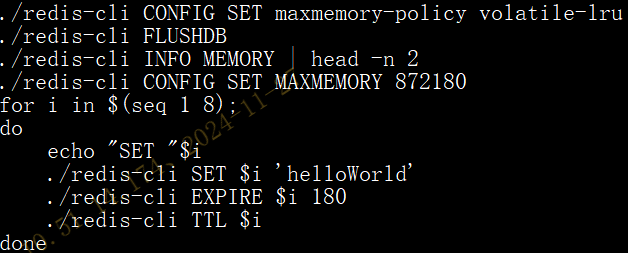 ./redis-cli CONFIG SET maxmemory-policy volatile-lru
./redis-cli FLUSHDB
./redis-cli INFO MEMORY | head -n 2
./redis-cli CONFIG SET MAXMEMORY 872180
for i in $(seq 1 8);
do
    echo "SET "$i
    ./redis-cli SET $i 'helloWorld'
    ./redis-cli EXPIRE $i 180
    ./redis-cli TTL $i
done